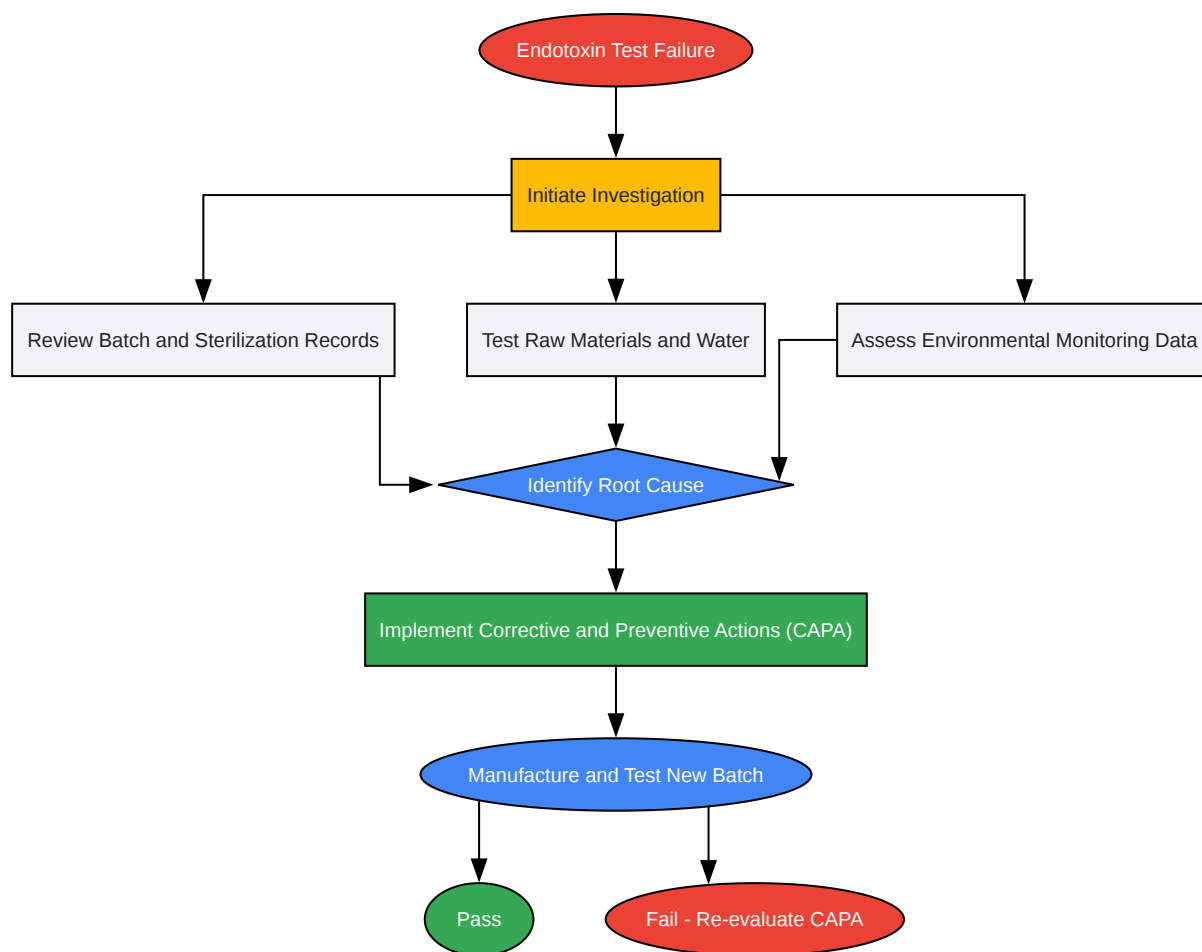 Endotoxin Test Failure
Initiate Investigation
Review Batch and Sterilization Records
Test Raw Materials and Water
Assess Environmental Monitoring Data
Identify Root Cause
Implement Corrective and Preventive Actions (CAPA)
Manufacture and Test New Batch
Pass
Fail - Re-evaluate CAPA